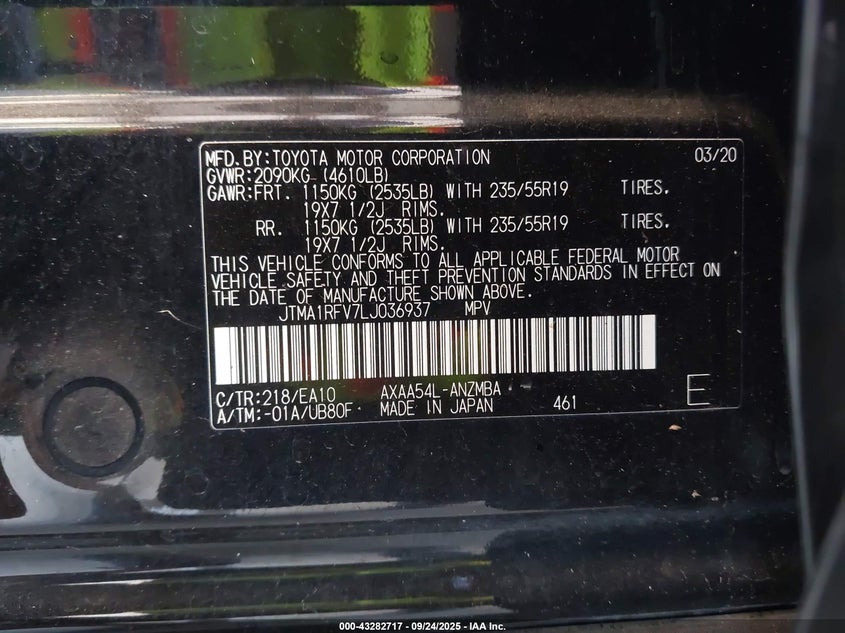 MFD.BY:TOYOTA MOTOR CORPORATION 03/20
GVWR:2090KG (4610LB)
GAWR:FRT. 1150KG (2535LB) WITH 235/55R19 TIRES.
19X7 1/2J RIMS.
RR. 1150KG (2535LB) WITH 235/55R19 TIRES.
19X7 1/2J RIMS.
THIS VEHICLE CONFORMS TO ALL APPLICABLE FEDERAL MOTOR
VEHICLE SAFETY AND THEFT PREVENTION STANDARDS IN EFFECT ON
THE DATE OF MANUFACTURE SHOWN ABOVE.
JTMA1RFV7LJ036937 MPV
C/TR:218/EA10 AXAA54L-ANZMBA E
A/TM:-01A/UB80F MADE IN JAPAN 461
000-43282717 - 09/24/2025 - IAA Inc.